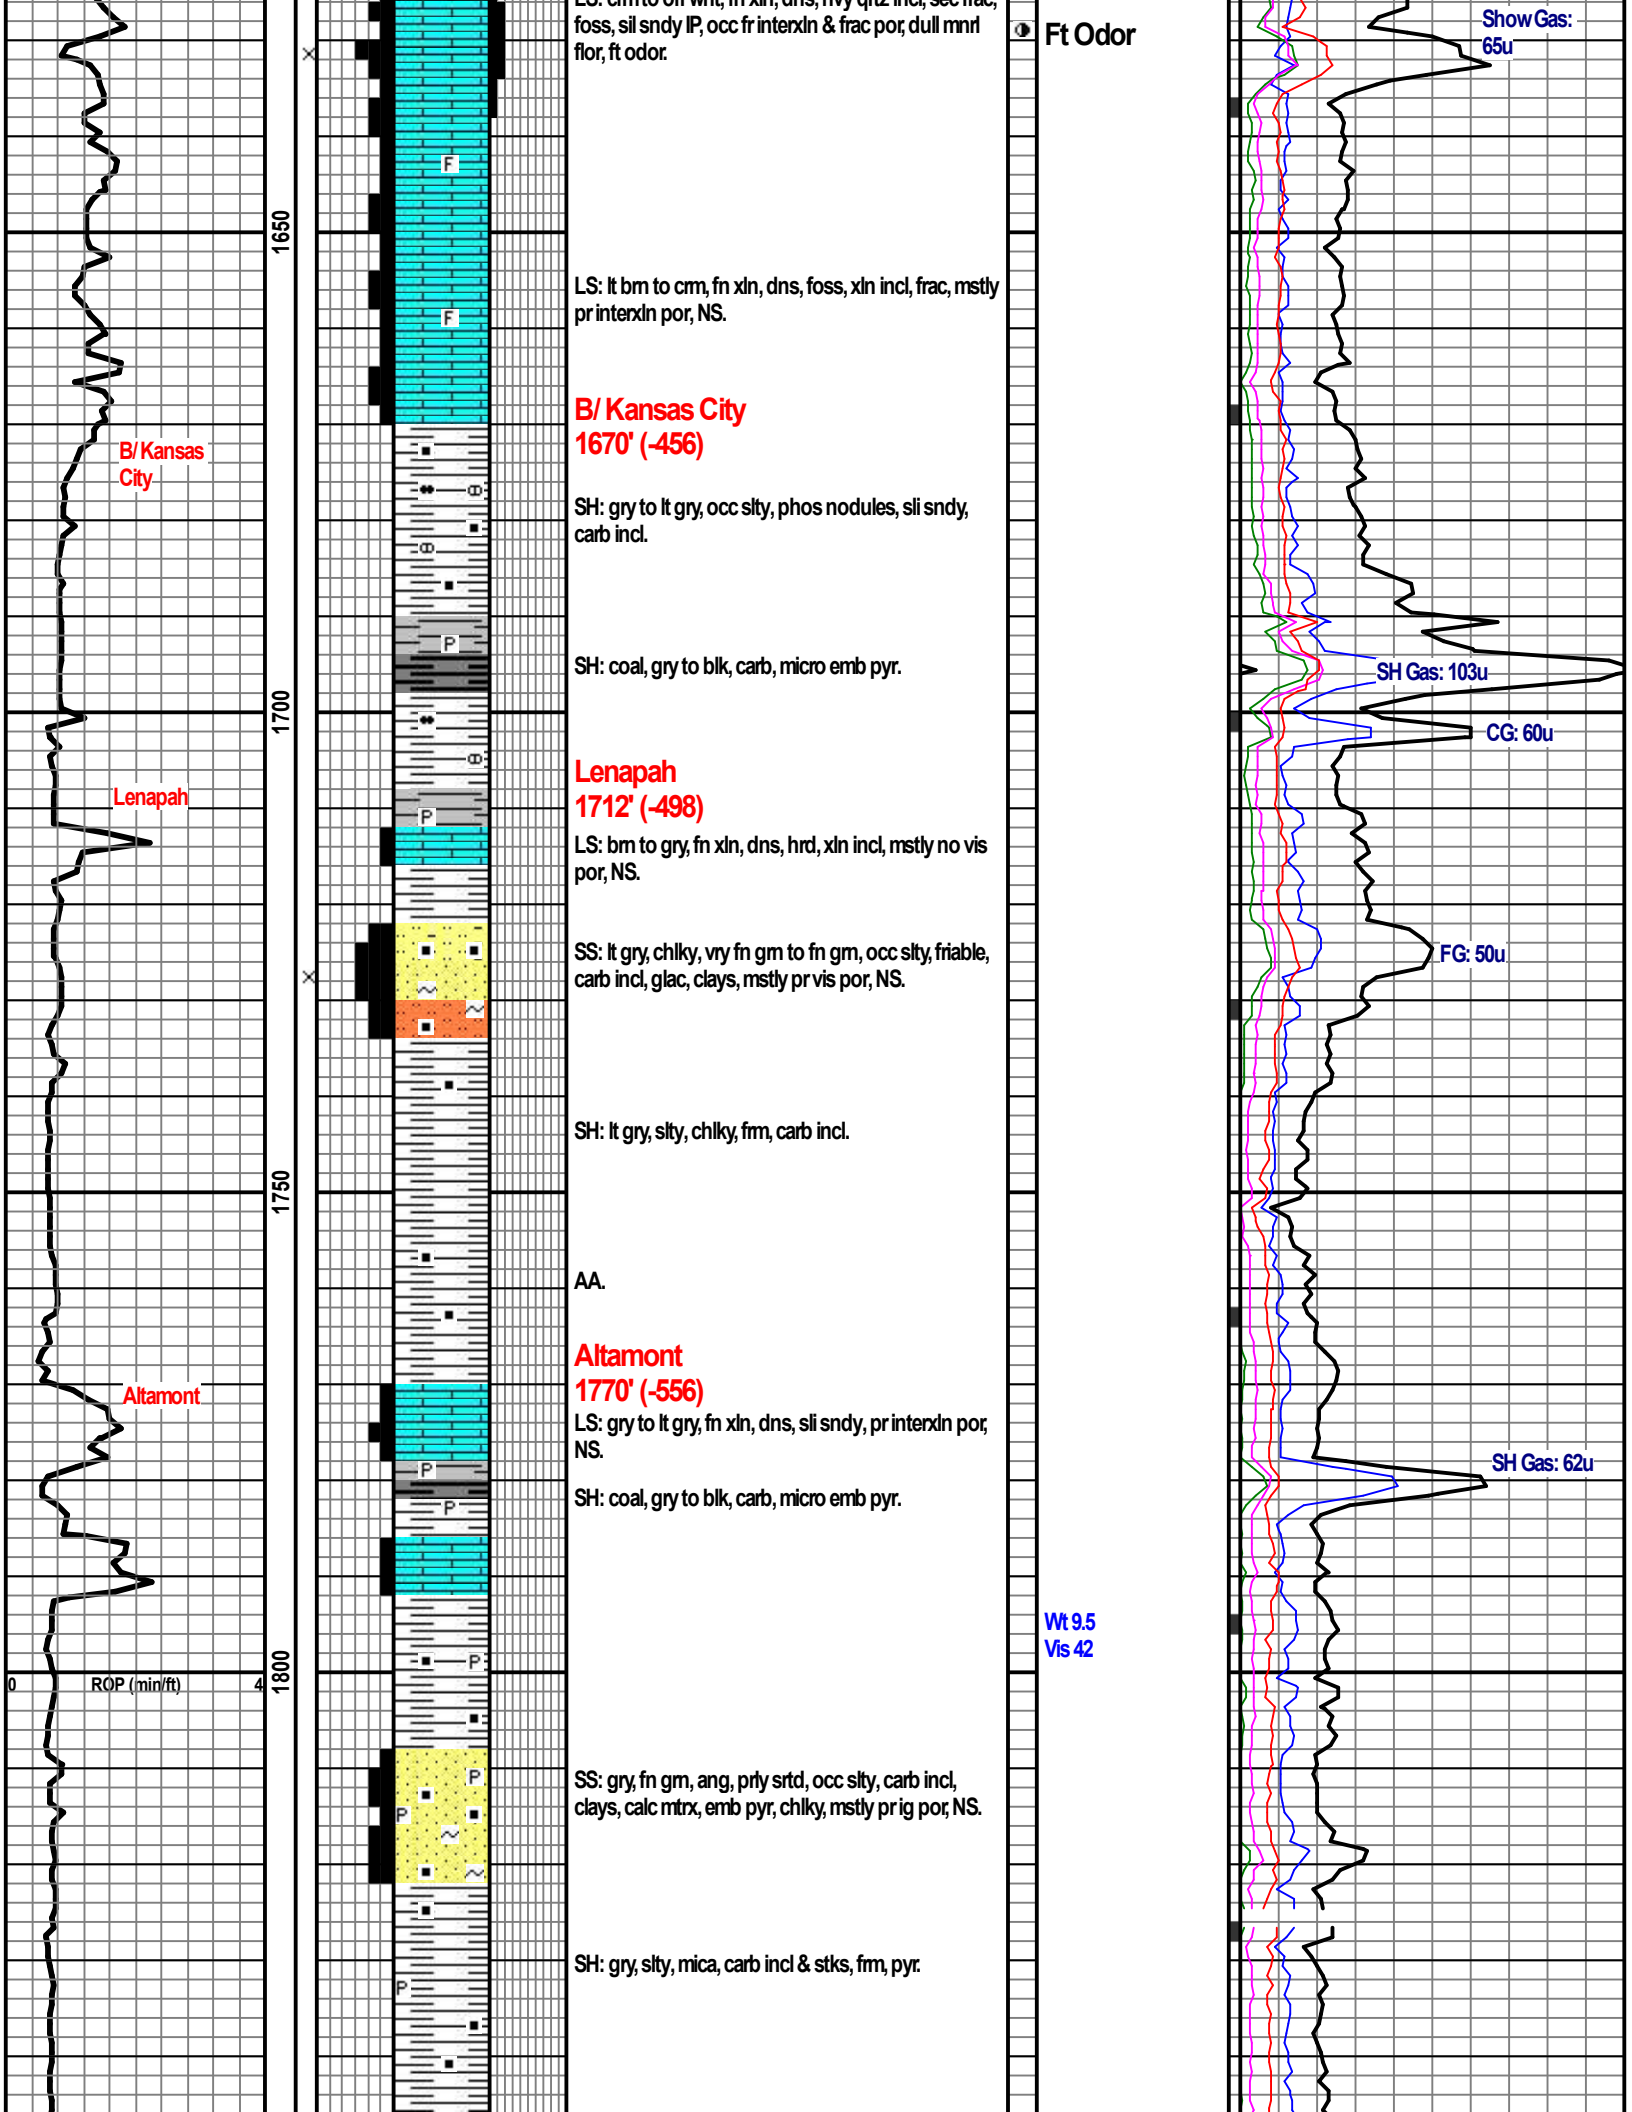 LS: crm to off wht, fn xln, dns, hvy qrtz incl, sec frac,
foss, sil sndy IP, occ fr interxln & frac por, dull mnrl
flor, ft odor.
Ft Odor
Show Gas:
65u
F
1650
LS: lt brn to crm, fn xln, dns, foss, xln incl, frac, mstly
pr interxln por, NS.
F
B/ Kansas City
1670' (-456)
B/ Kansas
City
SH: gry to lt gry, occ slty, phos nodules, sli sndy,
carb incl.
P
SH: coal, gry to blk, carb, micro emb pyr.
SH Gas: 103u
1700
CG: 60u
Lenapah
1712' (-498)
Lenapah
P
LS: brn to gry, fn xln, dns, hrd, xln incl, mstly no vis
por, NS.
SS: lt gry, chlky, vry fn grn to fn grn, occ slty, friable,
carb incl, glac, clays, mstly pr vis por, NS.
FG: 50u
SH: lt gry, slty, chlky, frm, carb incl.
1750
AA.
Altamont
1770' (-556)
Altamont
LS: gry to lt gry, fn xln, dns, sli sndy, pr interxln por,
NS.
P
SH Gas: 62u
SH: coal, gry to blk, carb, micro emb pyr.
P
Wt 9.5
Vis 42
P
1800
0 ROP (min/ft) 4
P
SS: gry, fn grn, ang, prly srtd, occ slty, carb incl,
clays, calc mtrx, emb pyr, chlky, mstly pr ig por, NS.
P
SH: gry, slty, mica, carb incl & stks, frm, pyr.
P